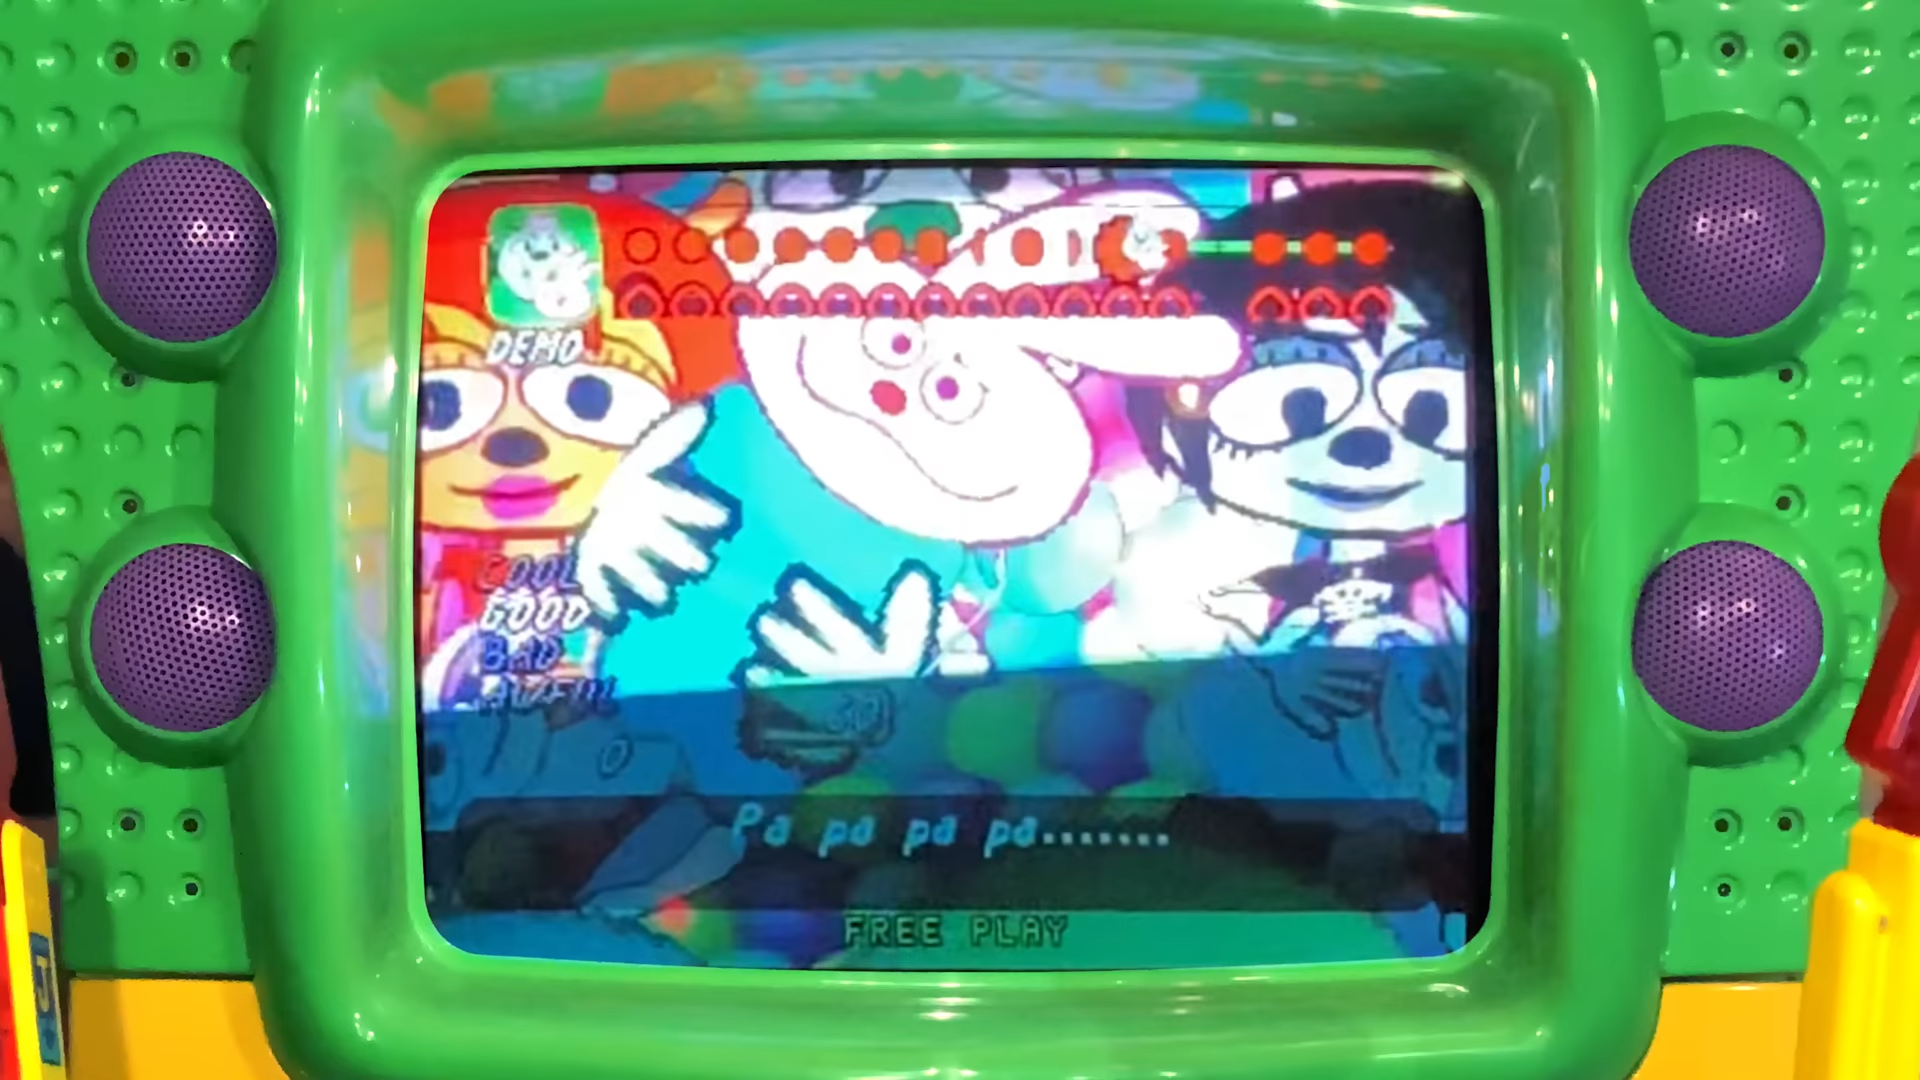 DEMO
COOL
GOOD
BAD
AWFUL
Pa pa pa pa........
FREE PLAY